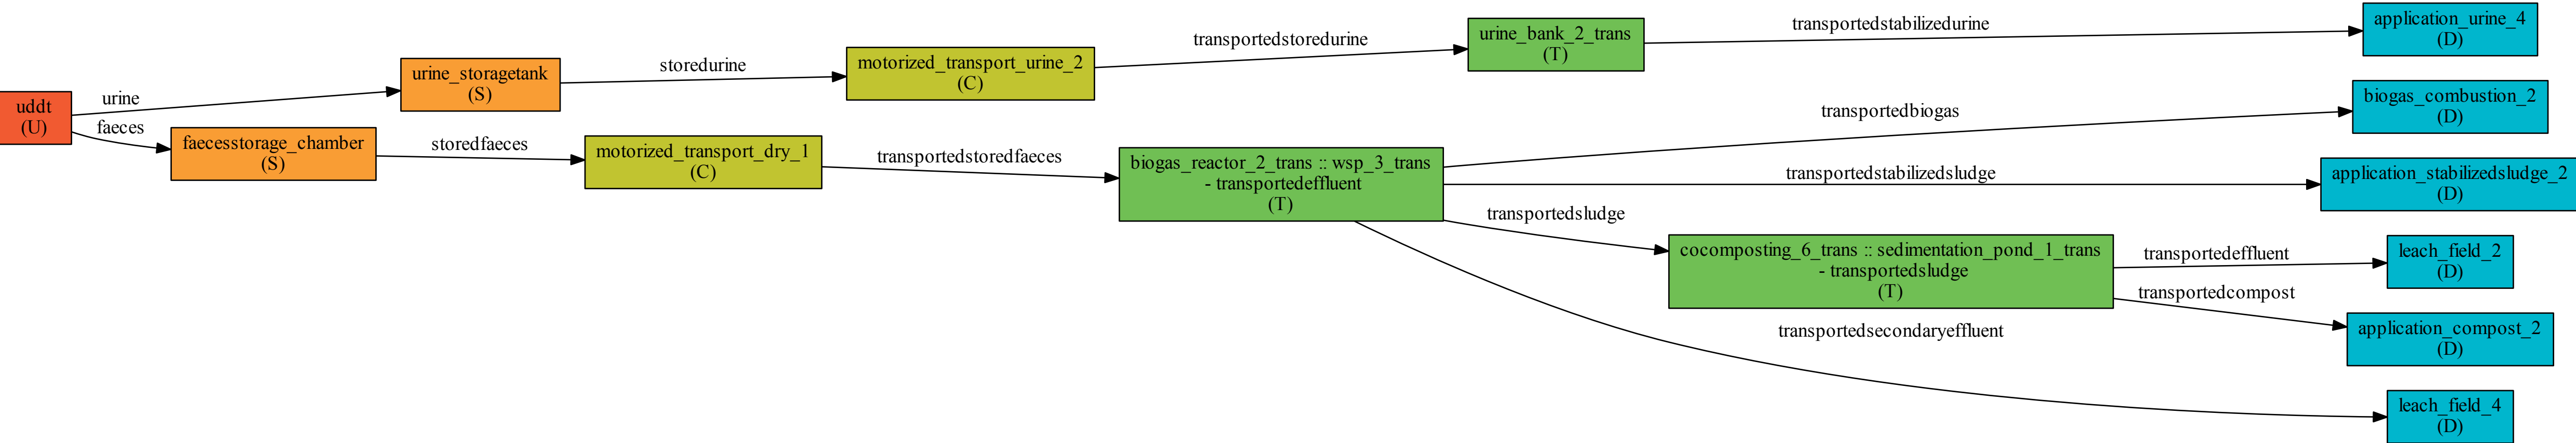 uddt
(U)
urine
faeces
urine_storagetank
(S)
faecesstorage_chamber
(S)
storedurine
storedfaeces
motorized_transport_urine_2
(C)
motorized_transport_dry_1
(C)
transportedstoredurine
transportedstoredfaeces
urine_bank_2_trans
(T)
biogas_reactor_2_trans :: wsp_3_trans
- transportedeffluent
(T)
transportedstabilizedurine
transportedbiogas
transportedstabilizedsludge
transportedsludge
transportedsecondaryeffluent
cocomposting_6_trans :: sedimentation_pond_1_trans
- transportedsludge
(T)
transportedeffluent
transportedcompost
application_urine_4
(D)
biogas_combustion_2
(D)
application_stabilizedsludge_2
(D)
leach_field_2
(D)
application_compost_2
(D)
leach_field_4
(D)